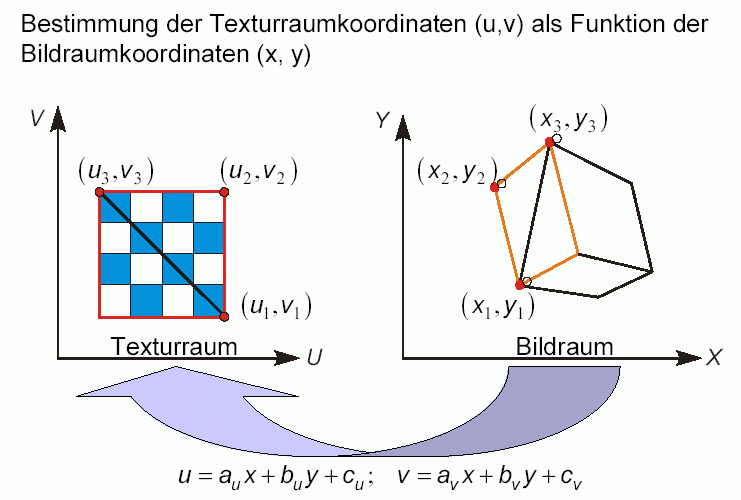 Bestimmung der Texturraumkoordinaten (u,v) als Funktion der
Bildraumkoordinaten (x, y)
V
(u₃,v₃)
(u₂,v₂)
(u₁,v₁)
Texturraum
U
Y
(x₃,y₃)
(x₂,y₂)
(x₁,y₁)
Bildraum
X
u = aᵤx + bᵤy + cᵤ; v = aᵥx + bᵥy + cᵥ